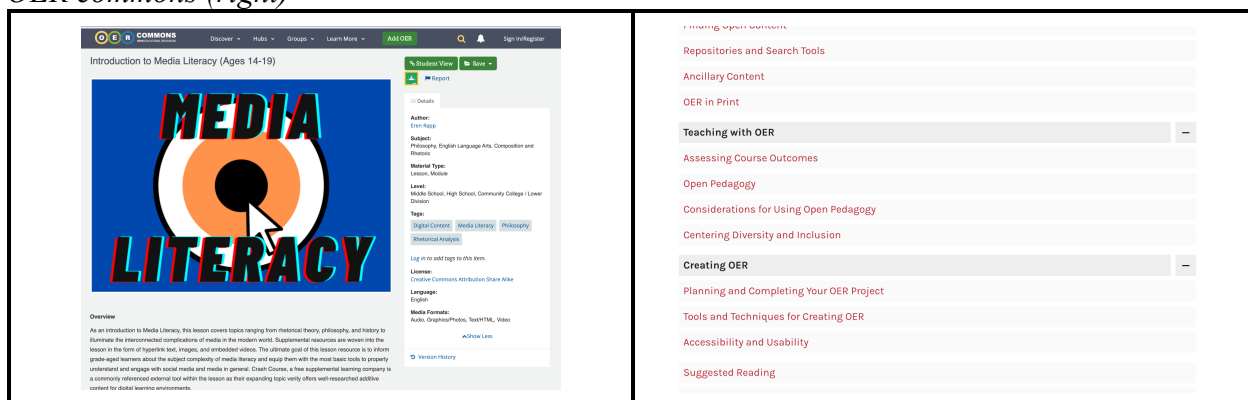 OER commons (right)
OER COMMONS
OPEN EDUCATIONAL RESOURCES
Discover Hubs Groups Learn More Add OER Sign In/Register
Introduction to Media Literacy (Ages 14-19)
MEDIA
LITERACY
Overview
As an introduction to Media Literacy, this lesson covers topics ranging from rhetorical theory, philosophy, and history to
illuminate the interconnected complications of media in the modern world. Supplemental resources are woven into the
lesson in the form of hyperlink text, images, and embedded videos. The ultimate goal of this lesson resource is to inform
grade-aged learners about the subject complexity of media literacy and equip them with the most basic tools to properly
understand and engage with social media and media in general. Crash Course, a free supplemental learning company is
a commonly referenced external tool within the lesson as their expanding topic verity offers well-researched additive
content for digital learning environments.
Student View Save
Report
Details
Author:
Eren Rapp
Subject:
Philosophy, English Language Arts, Composition and
Rhetoric
Material Type:
Lesson, Module
Level:
Middle School, High School, Community College / Lower
Division
Tags:
Digital Content Media Literacy Philosophy
Rhetorical Analysis
Log in to add tags to this item.
License:
Creative Commons Attribution Share Alike
Language:
English
Media Formats:
Audio, Graphics/Photos, Text/HTML, Video
Show Less
Version History
Finding Open Content
Repositories and Search Tools
Ancillary Content
OER in Print
Teaching with OER
Assessing Course Outcomes
Open Pedagogy
Considerations for Using Open Pedagogy
Centering Diversity and Inclusion
Creating OER
Planning and Completing Your OER Project
Tools and Techniques for Creating OER
Accessibility and Usability
Suggested Reading